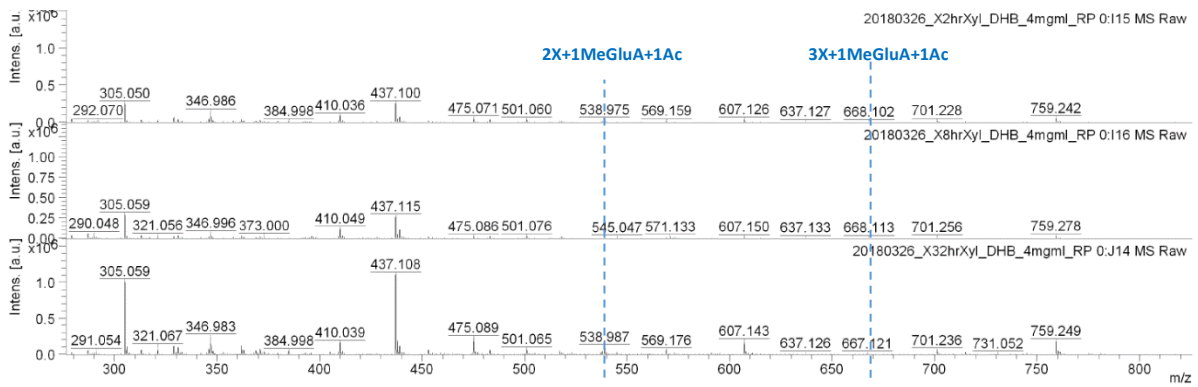 x10⁶
20180326_X2hrXyl_DHB_4mgml_RP 0:I15 MS Raw
Intens. [a.u.]
1.0
0.5
0.0
2X+1MeGluA+1Ac
3X+1MeGluA+1Ac
292.070 305.050 346.986 384.998 410.036 437.100 475.071 501.060 538.975 569.159 607.126 637.127 668.102 701.228 759.242
x10⁶
20180326_X8hrXyl_DHB_4mgml_RP 0:I16 MS Raw
Intens. [a.u.]
1.00
0.75
0.50
0.25
0.00
290.048 305.059 321.056 346.996 373.000 410.049 437.115 475.086 501.076 545.047 571.133 607.150 637.133 668.113 701.256 759.278
x10⁶
20180326_X32hrXyl_DHB_4mgml_RP 0:J14 MS Raw
Intens. [a.u.]
1.0
0.5
0.0
291.054 305.059 321.067 346.983 384.998 410.039 437.108 475.089 501.065 538.987 569.176 607.143 637.126 667.121 701.236 731.052 759.249
300 350 400 450 500 550 600 650 700 750 800
m/z